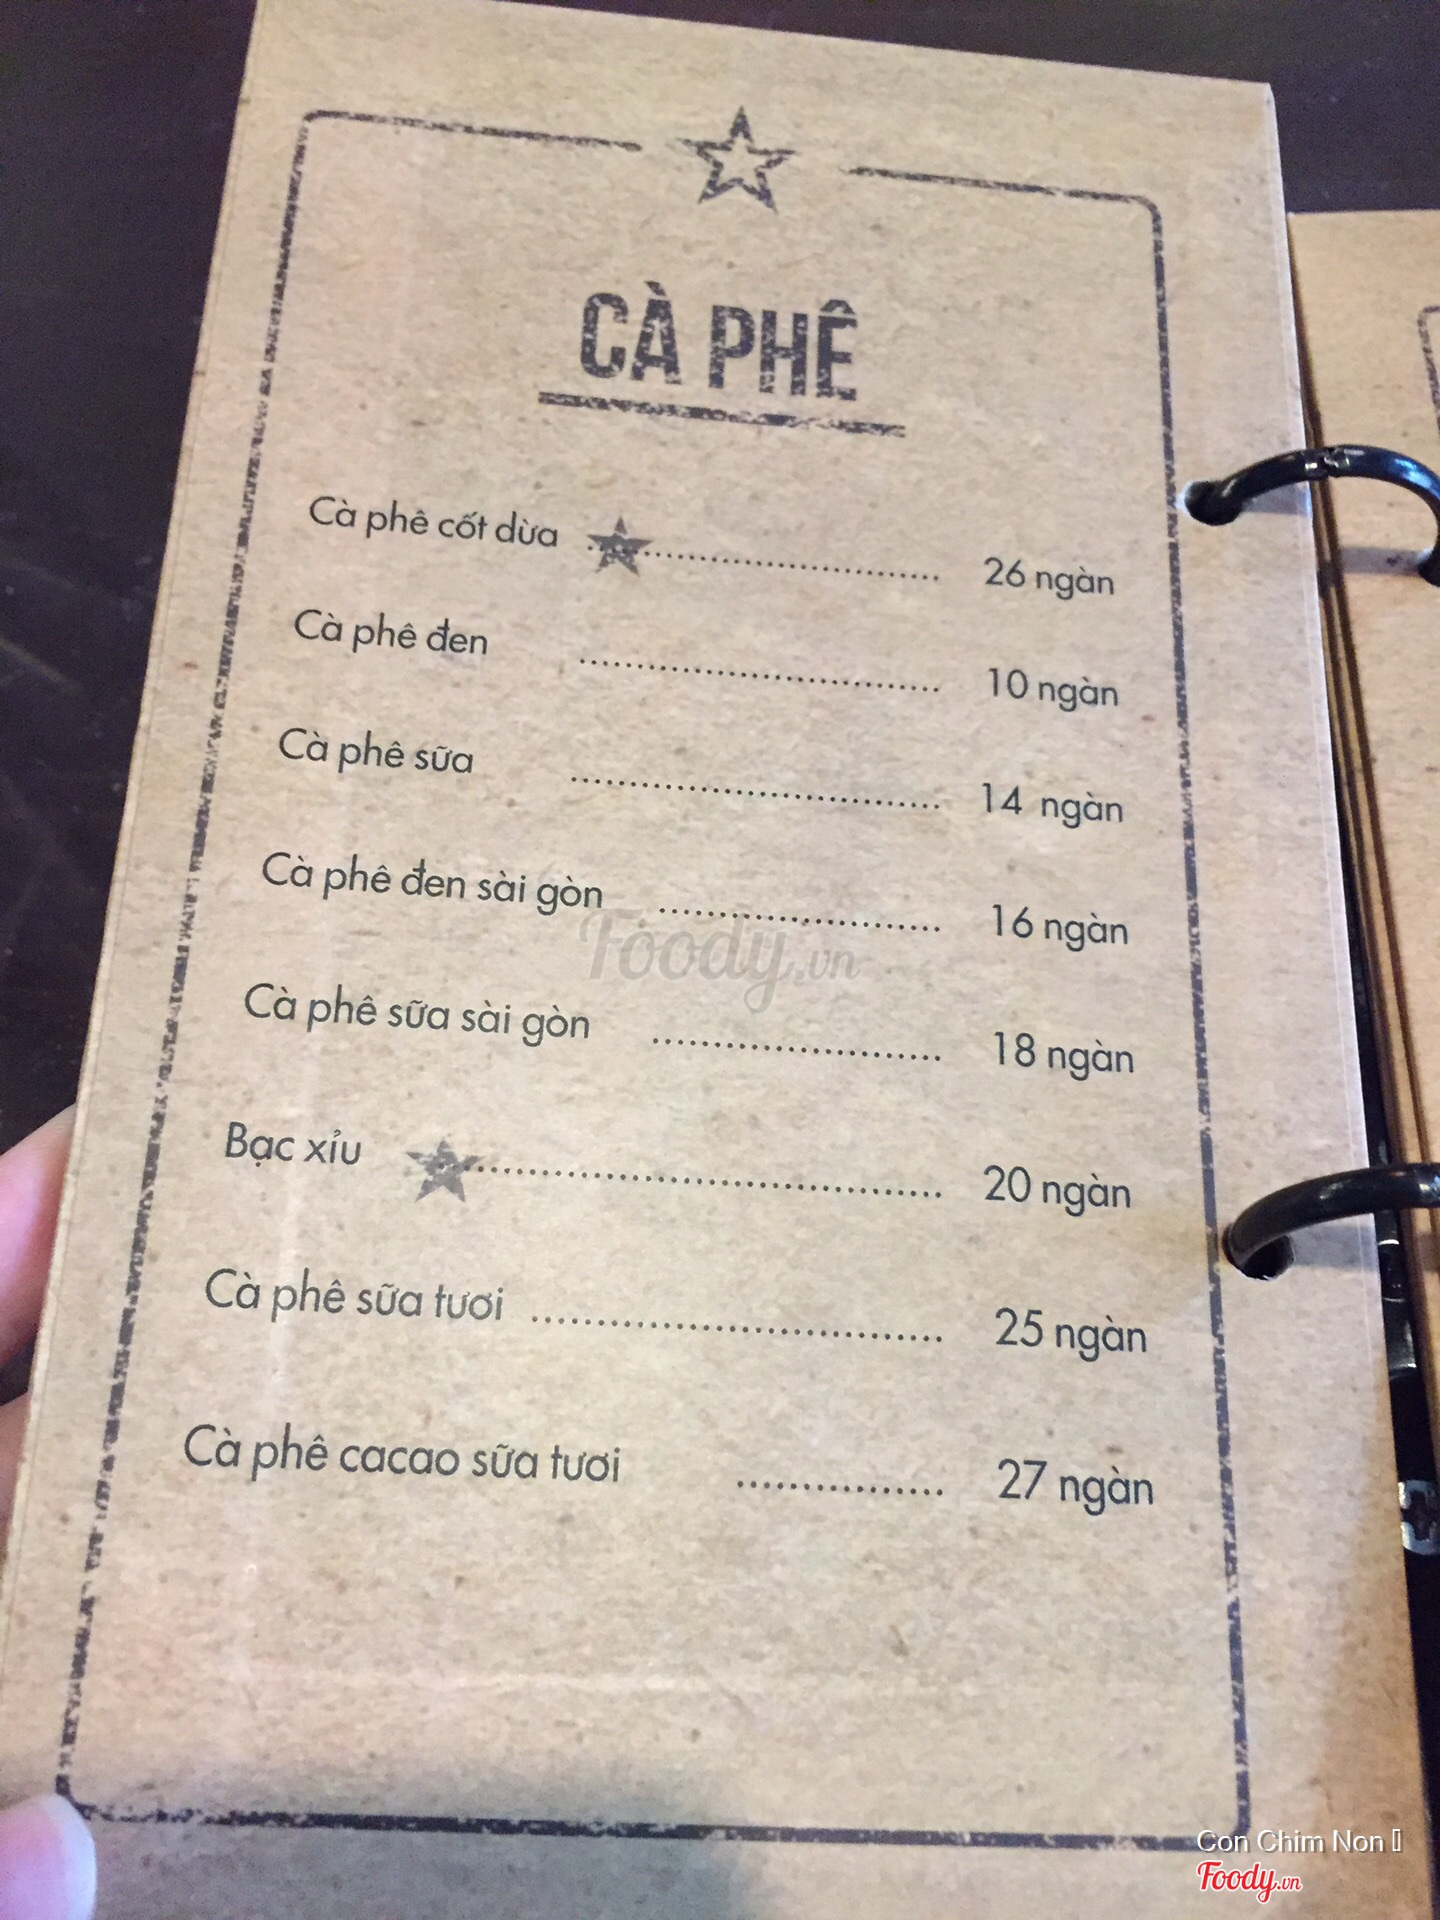 CÀ PHÊ
Cà phê cốt dừa ........................ 26 ngàn
Cà phê đen ........................ 10 ngàn
Cà phê sữa ........................ 14 ngàn
Cà phê đen sài gòn ........................ 16 ngàn
Cà phê sữa sài gòn ........................ 18 ngàn
Bạc xỉu ........................ 20 ngàn
Cà phê sữa tươi ........................ 25 ngàn
Cà phê cacao sữa tươi ................ 27 ngàn
Foody.vn
Con Chim Non
Foody.vn